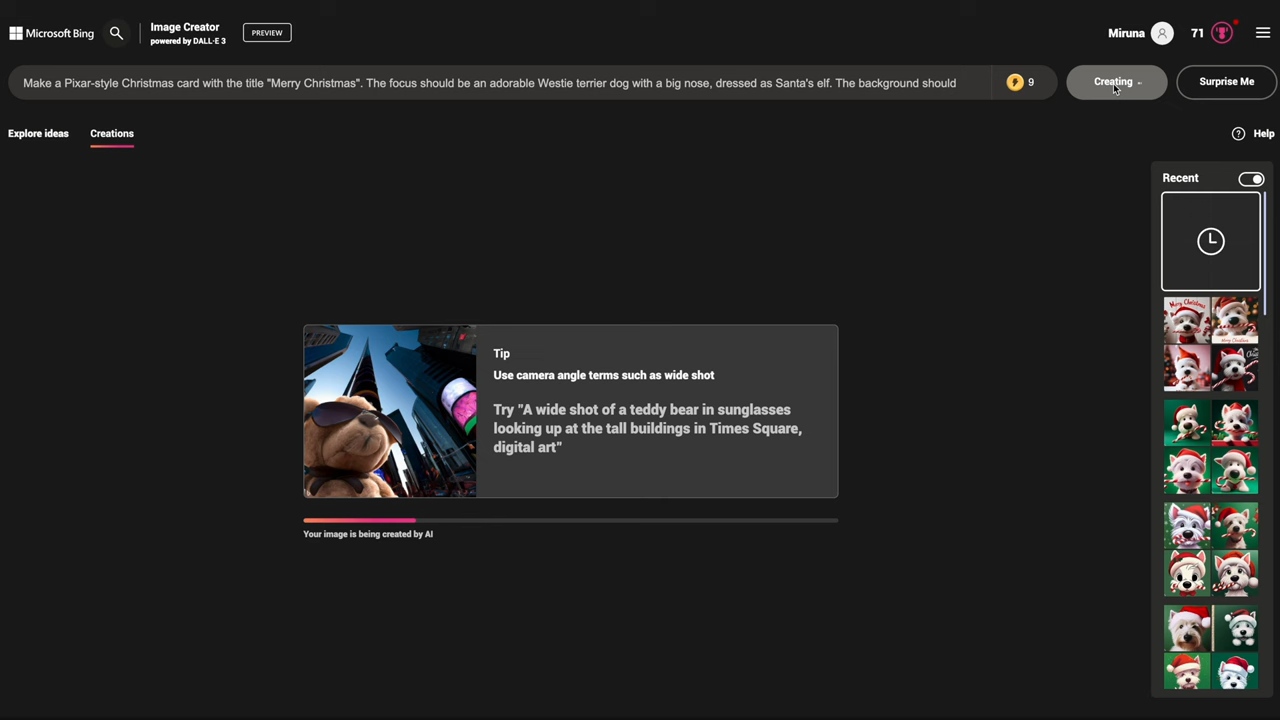 Microsoft Bing
Image Creator
powered by DALL·E 3
PREVIEW
Miruna
71
Make a Pixar-style Christmas card with the title "Merry Christmas". The focus should be an adorable Westie terrier dog with a big nose, dressed as Santa's elf. The background should
9
Creating
Surprise Me
Explore ideas
Creations
Help
Recent
Merry Christmas
Merry Christmas
Tip
Use camera angle terms such as wide shot
Try "A wide shot of a teddy bear in sunglasses
looking up at the tall buildings in Times Square,
digital art"
Your image is being created by AI